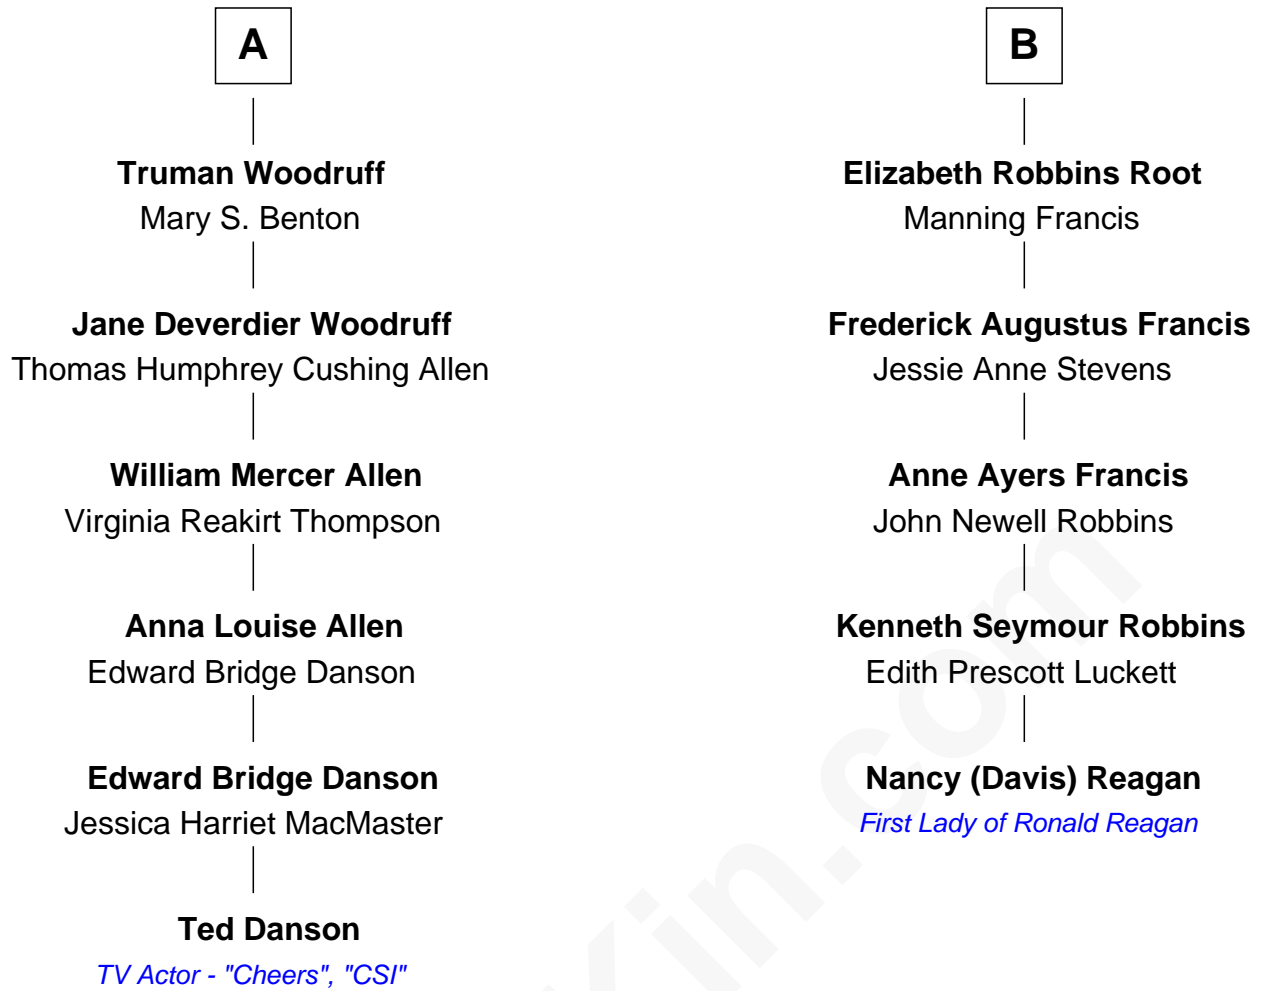 A
Truman Woodruff
Mary S. Benton
Jane Deverdier Woodruff
Thomas Humphrey Cushing Allen
William Mercer Allen
Virginia Reakirt Thompson
Anna Louise Allen
Edward Bridge Danson
Edward Bridge Danson
Jessica Harriet MacMaster
Ted Danson
TV Actor - "Cheers", "CSI"
B
Elizabeth Robbins Root
Manning Francis
Frederick Augustus Francis
Jessie Anne Stevens
Anne Ayers Francis
John Newell Robbins
Kenneth Seymour Robbins
Edith Prescott Luckett
Nancy (Davis) Reagan
First Lady of Ronald Reagan
Kin.com